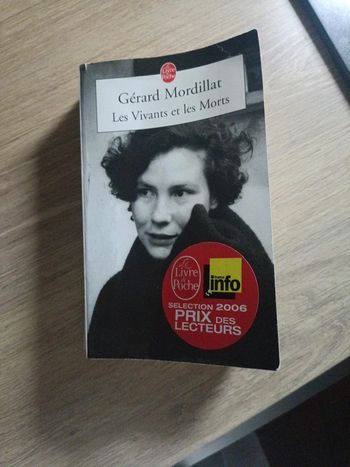 Le Livre
de
Poche
Gérard Mordillat
Les Vivants et les Morts
Le
Livre
de
Poche
france
info
SELECTION 2006
PRIX DES
LECTEURS